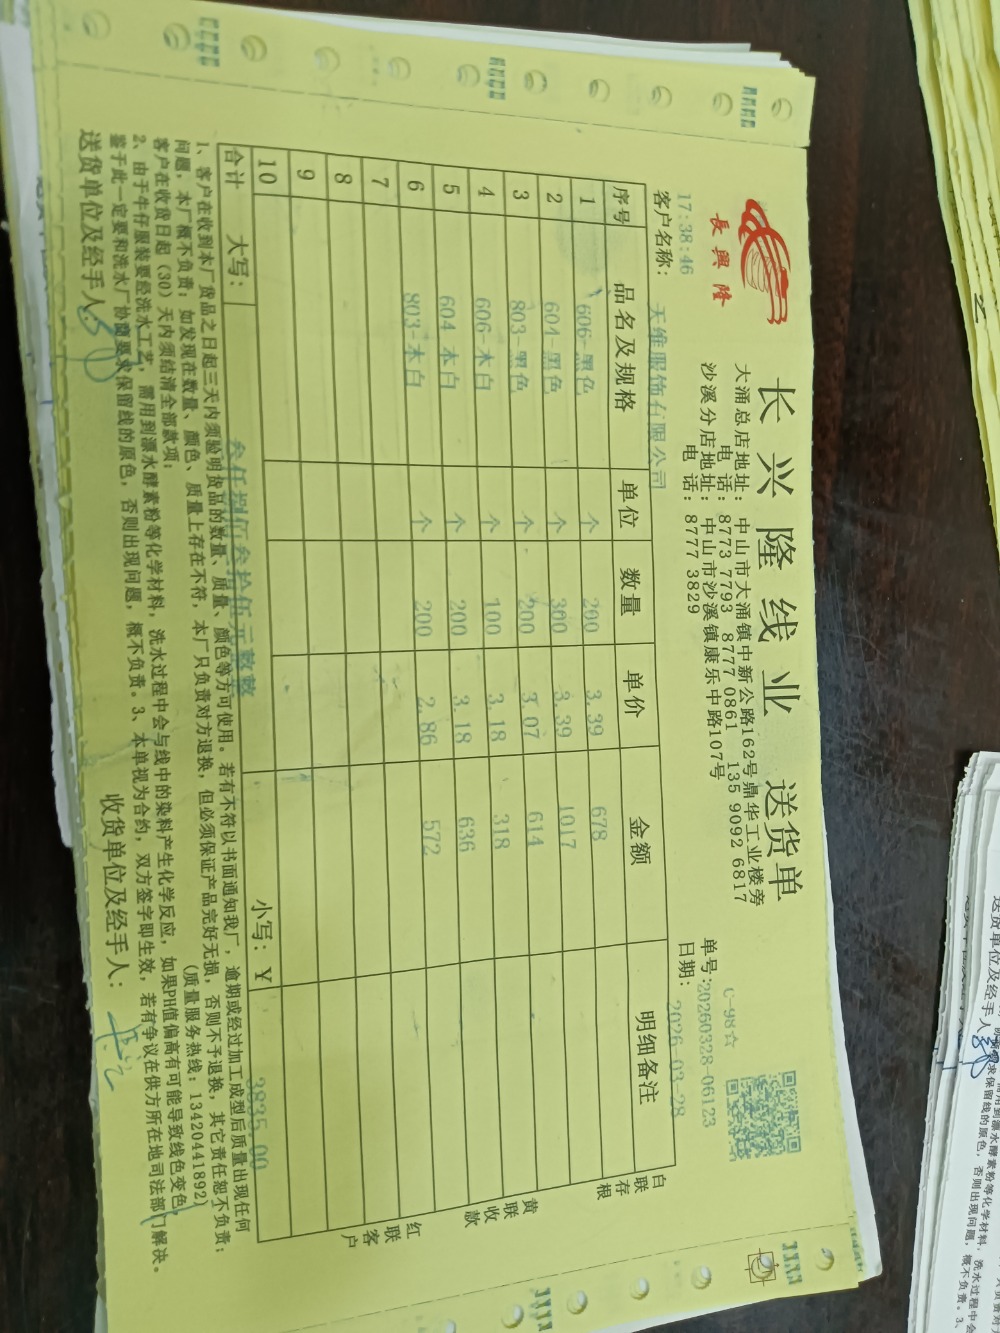 長興隆
长兴隆线业 送货单
大涌总店地址：中山市大涌镇中新公路162号鼎华工业楼旁
电话：8773 7793 8777 0861 135 9092 6817
沙溪分店地址：中山市沙溪镇康乐中路107号
电话：8777 3829
C-98☆
单号：20260328-06123
17:38:46
日期：2026-03-28
客户名称：天维服饰有限公司
序号 品名及规格 单位 数量 单价 金额 明细备注
1 606-黑色 个 200 3.39 678
2 604-黑色 个 300 3.39 1017
3 803-黑色 个 200 3.07 614
4 606-本白 个 100 3.18 318
5 604 本白 个 200 3.18 636
6 803-本白 个 200 2.86 572
7
8
9
10
合计 大写：叁仟捌佰叁拾伍元整 小写：￥ 3835.00
白联存根
黄联收款
红联客户
1、客户在收到本厂货品之日起三天内须验明货品的数量、质量、颜色等方可使用。若有不符以书面通知我厂，逾期或经过加工成型后质量出现任何
问题，本厂概不负责；如发现在数量、颜色、质量上存在不符，本厂只负责对方退换，但必须保证产品完好无损，否则不予退换，其它责任恕不负责；
客户在收货日起（30）天内须结清全部款项； （质量服务热线：13420441892）
2、由于牛仔服装要经洗水工艺，需用到漂水酵素粉等化学材料，洗水过程中会与线中的染料产生化学反应，如果PH值偏高有可能导致线色变色，
鉴于此一定要和洗水厂协商要求保留线的原色，否则出现问题，概不负责。3、本单视为合约，双方签字即生效，若有争议在供方所在地司法部门解决。
送货单位及经手人： 收货单位及经手人：